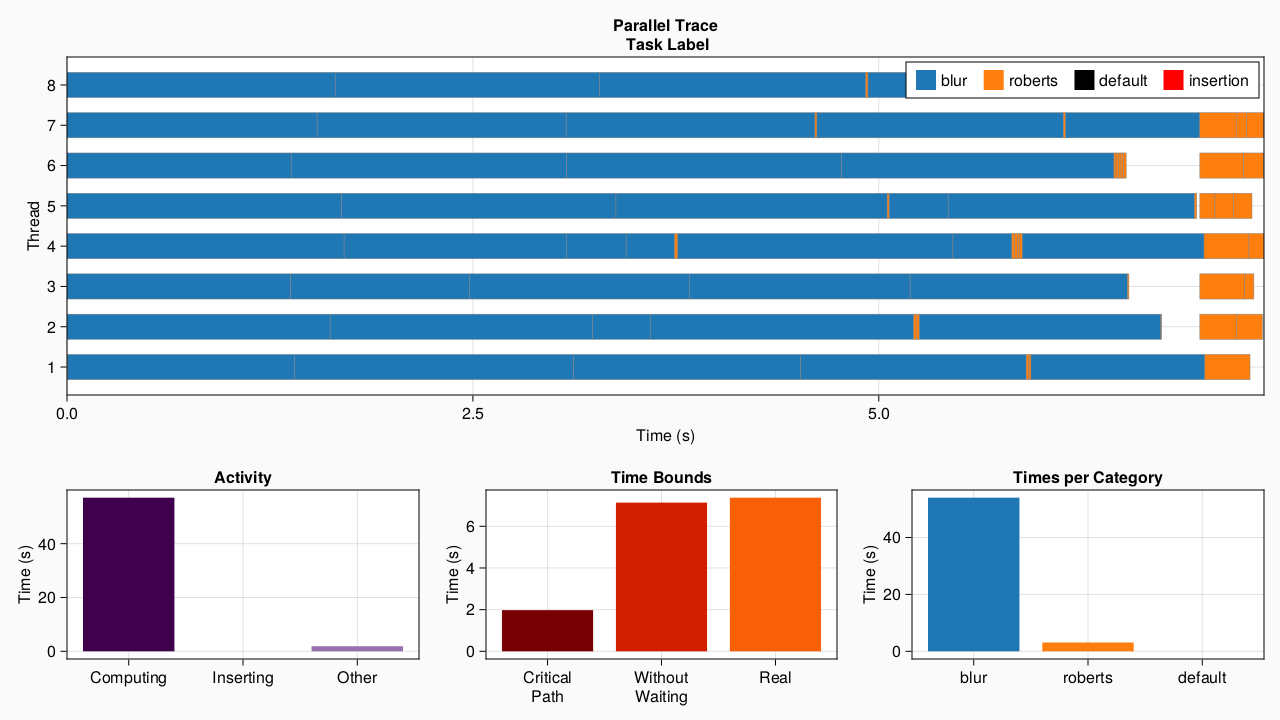 Parallel Trace
Task Label
blur
roberts
default
insertion
Thread
8
7
6
5
4
3
2
1
0.0
2.5
5.0
Time (s)
Activity
Time (s)
40
20
0
Computing
Inserting
Other
Time Bounds
Time (s)
6
4
2
0
Critical
Path
Without
Waiting
Real
Times per Category
Time (s)
40
20
0
blur
roberts
default